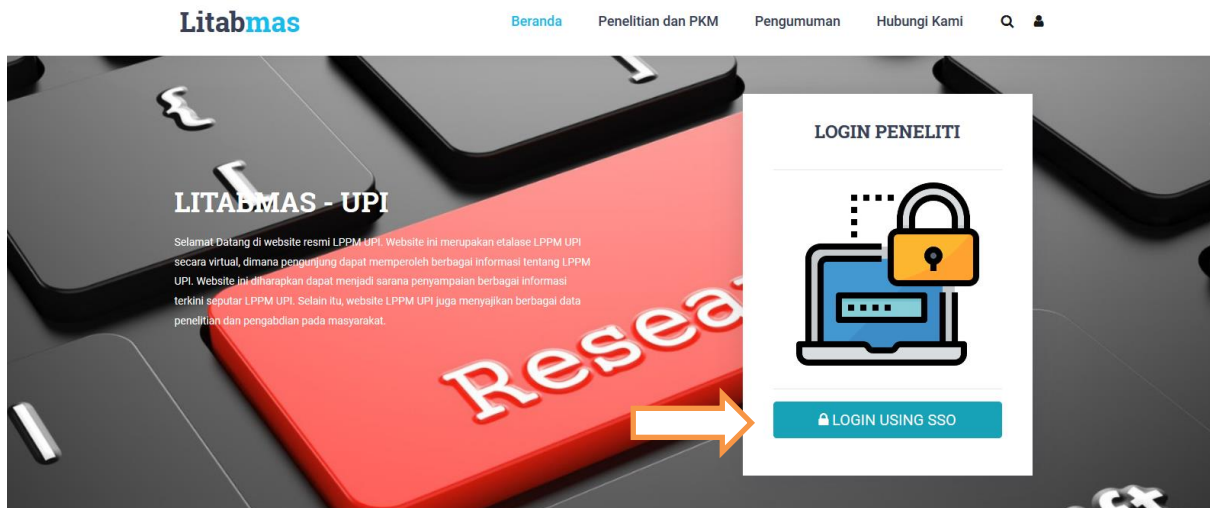 Litabmas
Beranda Penelitian dan PKM Pengumuman Hubungi Kami
LOGIN PENELITI
LITABMAS - UPI
Selamat Datang di website resmi LPPM UPI. Website ini merupakan etalase LPPM UPI
secara virtual, dimana pengunjung dapat memperoleh berbagai informasi tentang LPPM
UPI. Website ini diharapkan dapat menjadi sarana penyampaian berbagai informasi
terkini seputar LPPM UPI. Selain itu, website LPPM UPI juga menyajikan berbagai data
penelitian dan pengabdian pada masyarakat.
{
[
]
Resea
LOGIN USING SSO